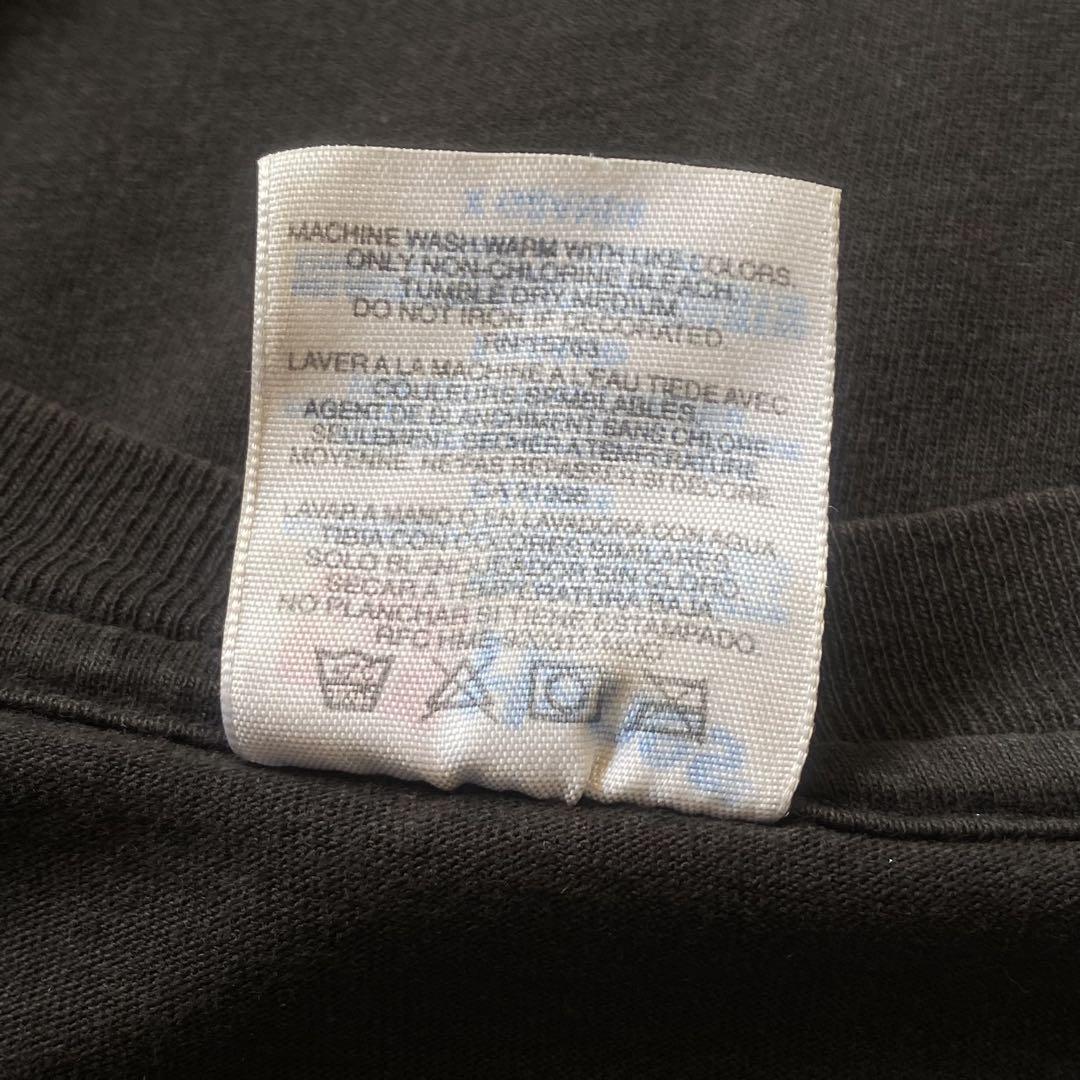 MACHINE WASH WARM WITH LIKE COLORS.
ONLY NON-CHLORINE BLEACH.
TUMBLE DRY MEDIUM
DO NOT IRON IF DECORATED
RN 15763
LAVER A LA MACHINE A L'EAU TIEDE AVEC
COULEURS SEMBLABLES
AGENT DE BLANCHIMENT SANS CHLORE
SEULEMENT SECHER A TEMPERATURE
MOYENNE. NE PAS REPASSER SI DECORE.
LAVAR A MANO O EN LAVADORA CON AGUA
TIBIA CON COLORES SIMILARES.
SOLO BLANQUEADOR SIN CLORO.
SECAR A TEMPERATURA BAJA
NO PLANCHAR SI TIENE ESTAMPADO.
RFC